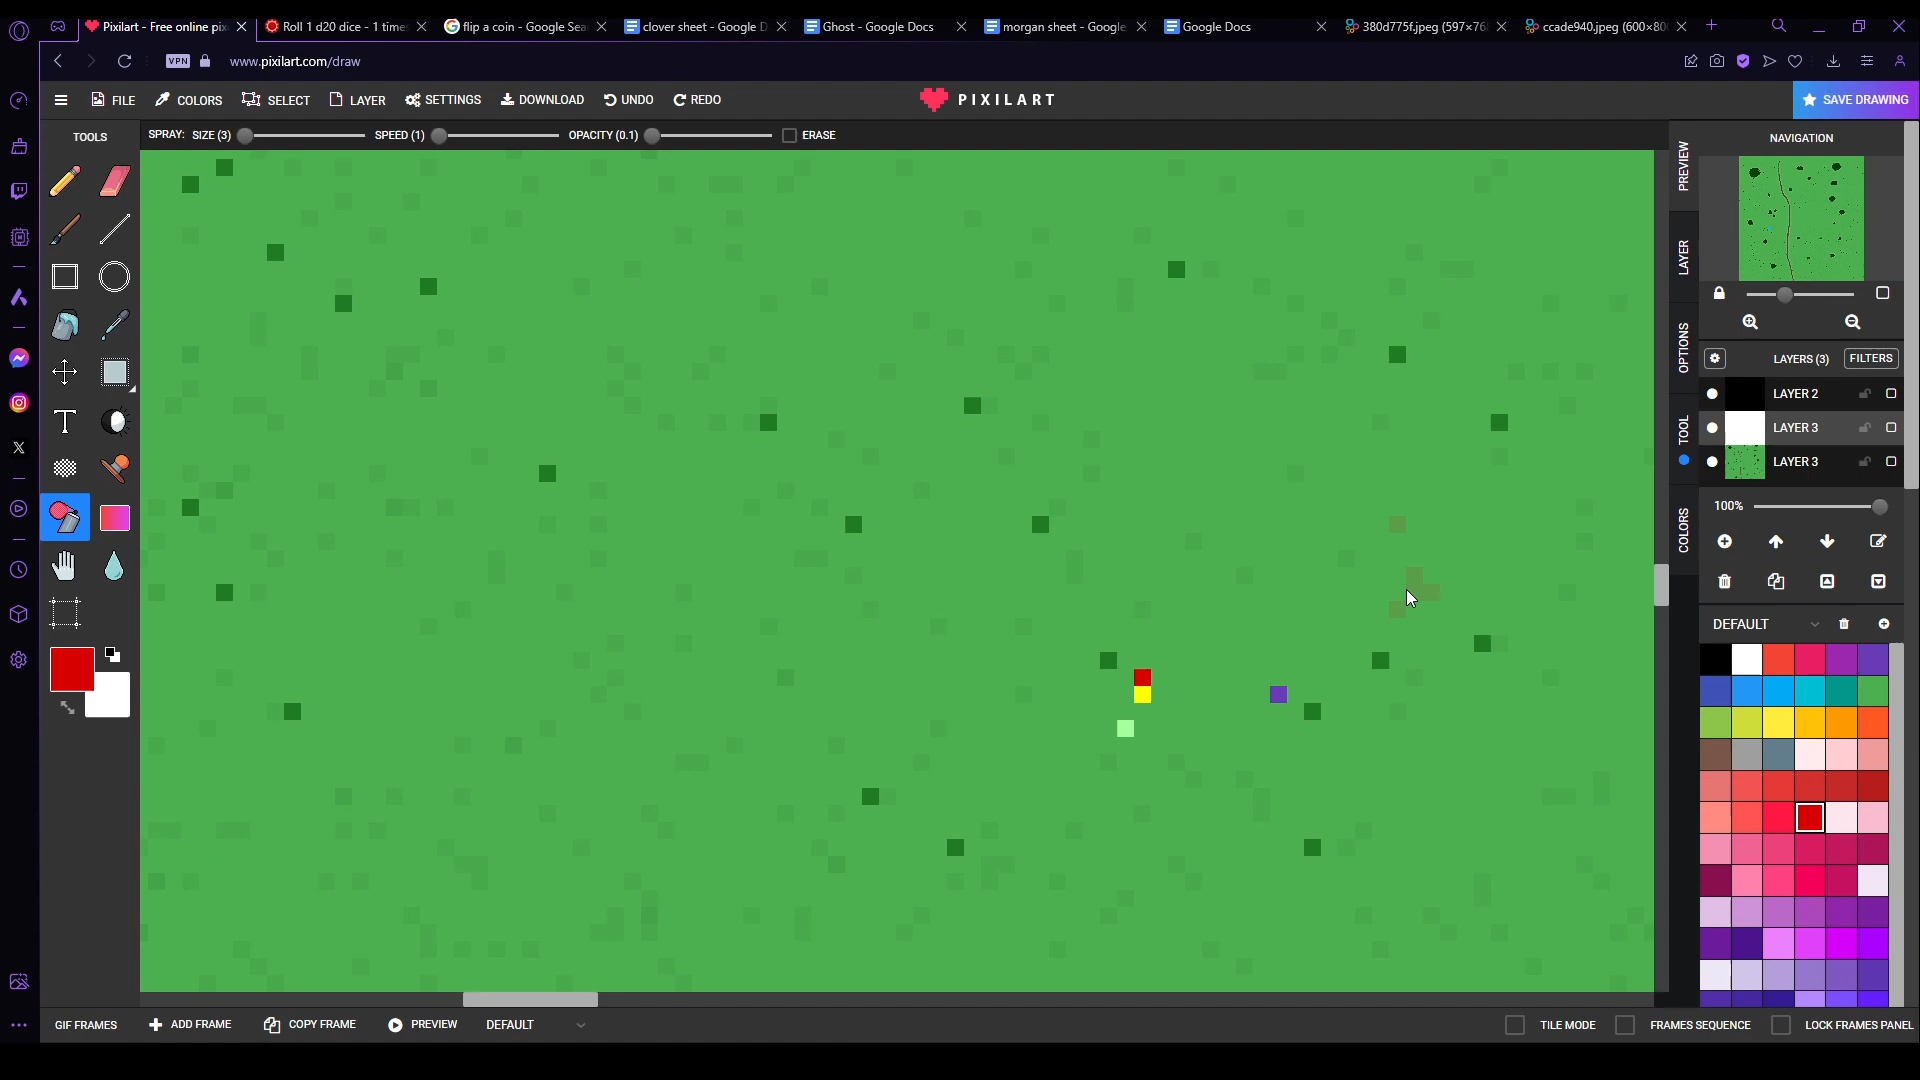 Pixilart - Free online pix
Roll 1 d20 dice - 1 times
flip a coin - Google Sea
clover sheet - Google D
Ghost - Google Docs
morgan sheet - Google
Google Docs
380d775f.jpeg (597×76
ccade940.jpeg (600×80
VPN
www.pixilart.com/draw
FILE
COLORS
SELECT
LAYER
SETTINGS
DOWNLOAD
UNDO
REDO
PIXILART
SAVE DRAWING
TOOLS
SPRAY: SIZE (3)
SPEED (1)
OPACITY (0.1)
ERASE
PREVIEW
LAYER
OPTIONS
TOOL
COLORS
NAVIGATION
LAYERS (3)
FILTERS
LAYER 2
LAYER 3
LAYER 3
100%
DEFAULT
GIF FRAMES
ADD FRAME
COPY FRAME
PREVIEW
DEFAULT
TILE MODE
FRAMES SEQUENCE
LOCK FRAMES PANEL